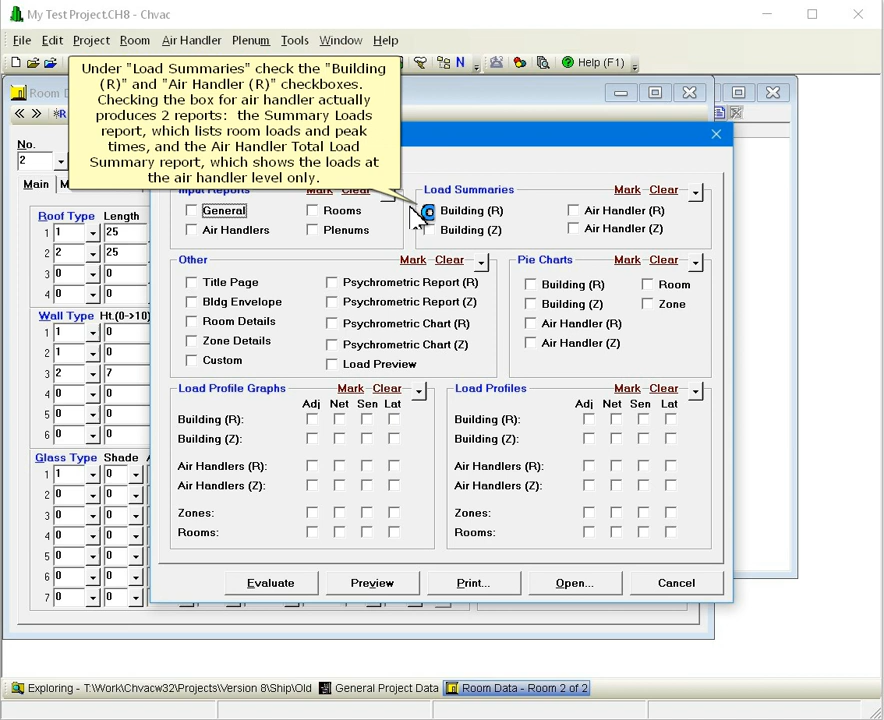 My Test Project.CH8 - Chvac
File Edit Project Room Air Handler Plenum Tools Window Help
N Help (F1)
Under "Load Summaries" check the "Building
(R)" and "Air Handler (R)" checkboxes.
Checking the box for air handler actually
produces 2 reports: the Summary Loads
report, which lists room loads and peak
times, and the Air Handler Total Load
Summary report, which shows the loads at
the air handler level only.
Room D
No.
2
Main
Roof Type Length
1 1 25
2 2 25
3 0 0
4 0 0
Wall Type Ht.(0->10)
1 1 0
2 1 0
3 2 7
4 0 0
5 0 0
6 0 0
Glass Type Shade
1 1 0
2 0 0
3 0 0
4 0 0
5 0 0
6 0 0
7 0 0
Input Reports Mark Clear
General Rooms
Air Handlers Plenums
Load Summaries Mark Clear
Building (R) Air Handler (R)
Building (Z) Air Handler (Z)
Other Mark Clear
Title Page Psychrometric Report (R)
Bldg Envelope Psychrometric Report (Z)
Room Details Psychrometric Chart (R)
Zone Details Psychrometric Chart (Z)
Custom Load Preview
Pie Charts Mark Clear
Building (R) Room
Building (Z) Zone
Air Handler (R)
Air Handler (Z)
Load Profile Graphs Mark Clear
Adj Net Sen Lat
Building (R):
Building (Z):
Air Handlers (R):
Air Handlers (Z):
Zones:
Rooms:
Load Profiles Mark Clear
Adj Net Sen Lat
Building (R):
Building (Z):
Air Handlers (R):
Air Handlers (Z):
Zones:
Rooms:
Evaluate Preview Print... Open... Cancel
Exploring - T:\Work\Chvacw32\Projects\Version 8\Ship\Old General Project Data Room Data - Room 2 of 2